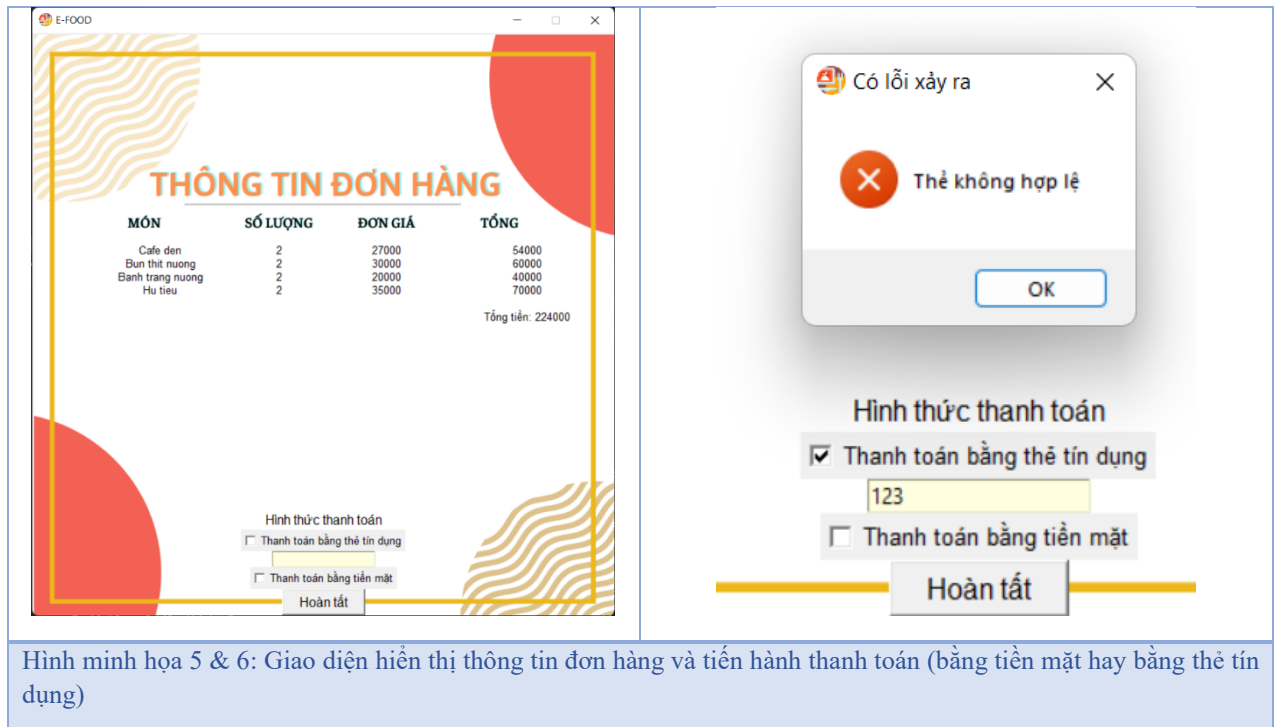 E-FOOD
THÔNG TIN ĐƠN HÀNG
MÓN SỐ LƯỢNG ĐƠN GIÁ TỔNG
Cafe den 2 27000 54000
Bun thit nuong 2 30000 60000
Banh trang nuong 2 20000 40000
Hu tieu 2 35000 70000
Tổng tiền: 224000
Hình thức thanh toán
Thanh toán bằng thẻ tín dụng
Thanh toán bằng tiền mặt
Hoàn tất
Có lỗi xảy ra
Thẻ không hợp lệ
OK
Hình thức thanh toán
Thanh toán bằng thẻ tín dụng
123
Thanh toán bằng tiền mặt
Hoàn tất
Hình minh họa 5 & 6: Giao diện hiển thị thông tin đơn hàng và tiến hành thanh toán (bằng tiền mặt hay bằng thẻ tín
dụng)